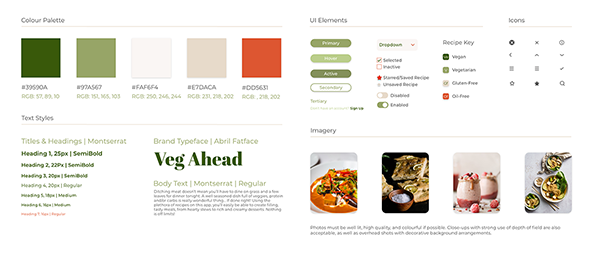 Colour Palette
#39590A
RGB: 57, 89, 10
#97A567
RGB: 151, 165, 103
#FAF6F4
RGB: 250, 246, 244
#E7DACA
RGB: 231, 218, 202
#DD5631
RGB: , 218, 202
Text Styles
Titles & Headings | Montserrat
Heading 1, 25px | SemiBold
Heading 2, 22Px | SemiBold
Heading 3, 20px | SemiBold
Heading 4, 20px | Regular
Heading 5, 18px | Medium
Heading 6, 16px | Medium
Heading 7, 16px | Regular
Brand Typeface | Abril Fatface
Veg Ahead
Body Text | Montserrat | Regular
UI Elements
Primary
Hover
Active
Secondary
Tertiary
Sign Up
Dropdown
Selected
Inactive
Starred/Saved Recipe
Unsaved Recipe
Disabled
Enabled
Recipe Key
Vegan
Vegetarian
Gluten-Free
Oil-Free
Icons
Imagery
Photos must be well lit, high quality, and colourful if possible. Close-ups with strong use of depth of field are also
acceptable, as well as overhead shots with decorative background arrangements.